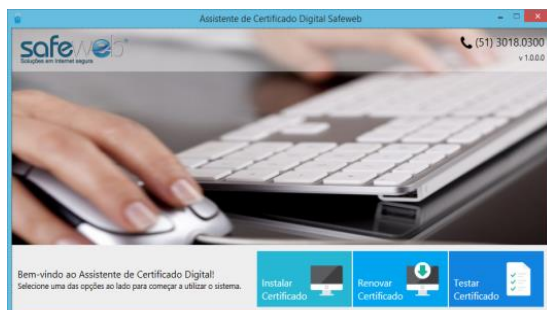 Assistente de Certificado Digital Safeweb
safeweb
Soluções em internet segura
(51) 3018.0300
v 1.0.0.0
Bem-vindo ao Assistente de Certificado Digital!
Selecione uma das opções ao lado para começar a utilizar o sistema.
Instalar
Certificado
Renovar
Certificado
Testar
Certificado